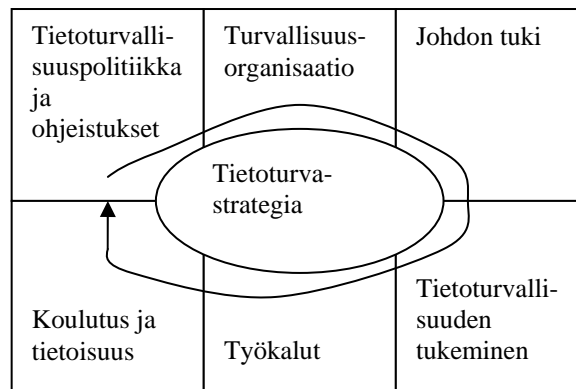 Tietoturvalli-
suuspolitiikka
ja
ohjeistukset
Turvallisuus-
organisaatio
Johdon tuki
Tietoturva-
strategia
Koulutus ja
tietoisuus
Työkalut
Tietoturvalli-
suuden
tukeminen